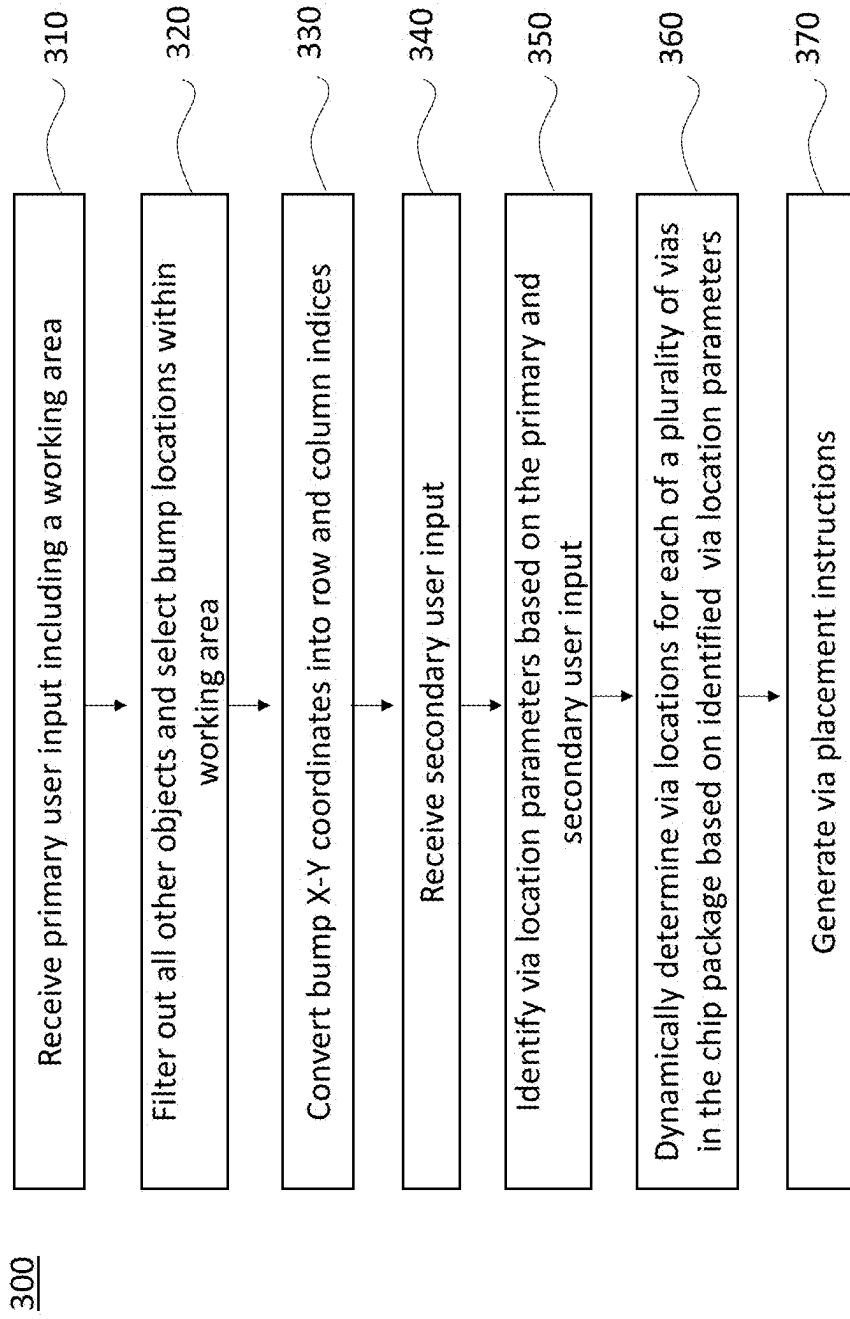 300
Receive primary user input including a working area
310
Filter out all other objects and select bump locations within
working area
320
Convert bump X-Y coordinates into row and column indices
330
Receive secondary user input
340
Identify via location parameters based on the primary and
secondary user input
350
Dynamically determine via locations for each of a plurality of vias
in the chip package based on identified via location parameters
360
Generate via placement instructions
370